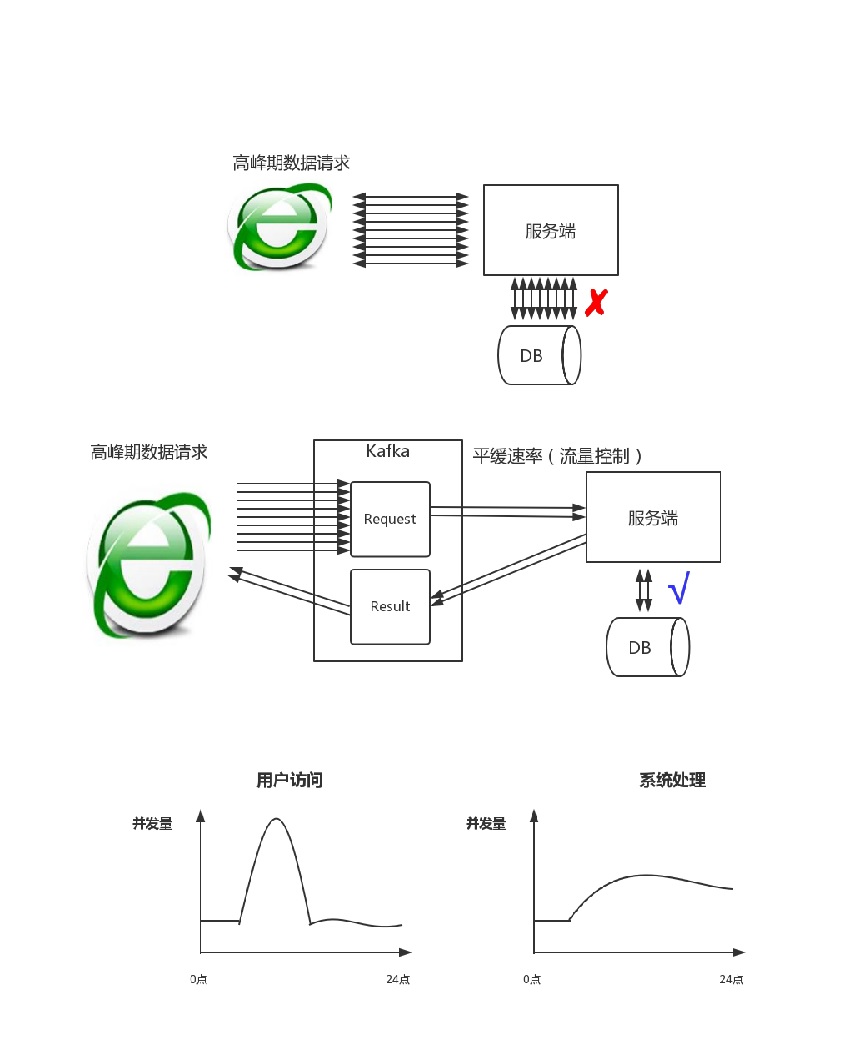 高峰期数据请求
服务端
DB
高峰期数据请求
Kafka
平缓速率（流量控制）
Request
服务端
Result
DB
用户访问
系统处理
并发量
并发量
0点
24点
0点
24点